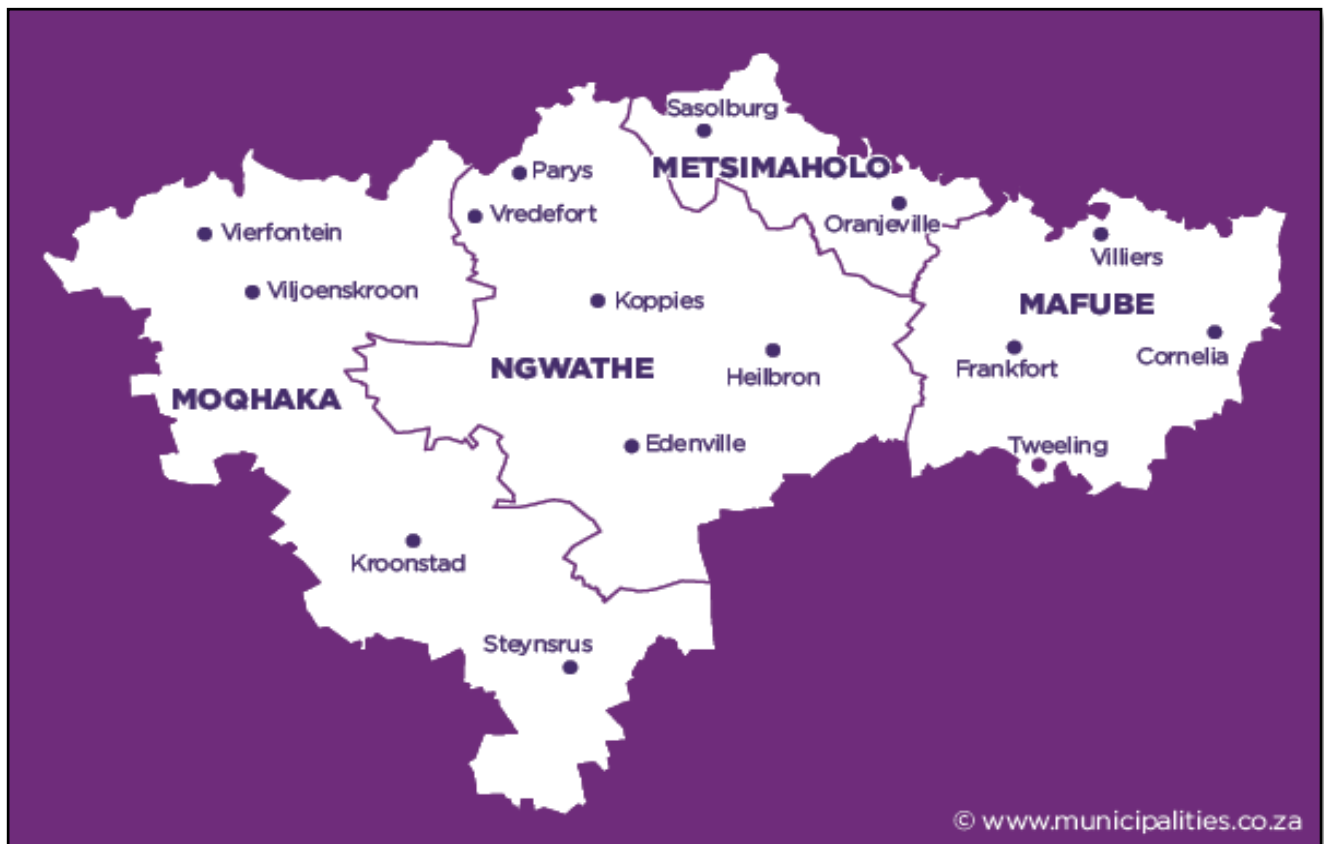 Sasolburg
METSIMAHOLO
Parys
Vredefort
Oranjeville
Vierfontein
Villiers
Viljoenskroon
Koppies
MAFUBE
Cornelia
Frankfort
NGWATHE
Heilbron
MOQHAKA
Edenville
Tweeling
Kroonstad
Steynsrus
© www.municipalities.co.za